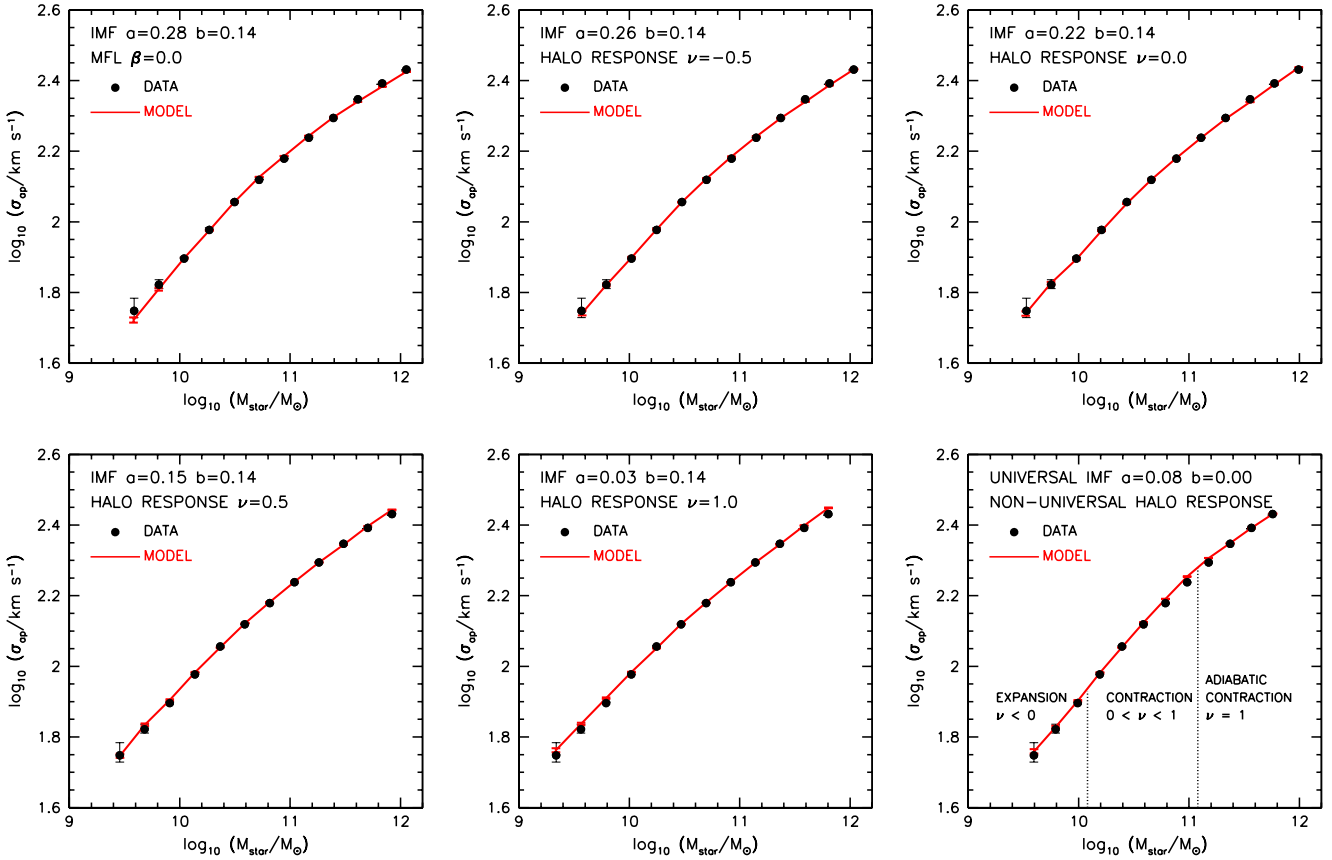 IMF a=0.28 b=0.14
MFL β=0.0
DATA
MODEL
2.6
2.4
2.2
2
1.8
1.6
log₁₀ (σₐₚ/km s⁻¹)
9
10
11
12
log₁₀ (Mstar/M⊙)
IMF a=0.26 b=0.14
HALO RESPONSE ν=−0.5
DATA
MODEL
2.6
2.4
2.2
2
1.8
1.6
log₁₀ (σₐₚ/km s⁻¹)
9
10
11
12
log₁₀ (Mstar/M⊙)
IMF a=0.22 b=0.14
HALO RESPONSE ν=0.0
DATA
MODEL
2.6
2.4
2.2
2
1.8
1.6
log₁₀ (σₐₚ/km s⁻¹)
9
10
11
12
log₁₀ (Mstar/M⊙)
IMF a=0.15 b=0.14
HALO RESPONSE ν=0.5
DATA
MODEL
2.6
2.4
2.2
2
1.8
1.6
log₁₀ (σₐₚ/km s⁻¹)
9
10
11
12
log₁₀ (Mstar/M⊙)
IMF a=0.03 b=0.14
HALO RESPONSE ν=1.0
DATA
MODEL
2.6
2.4
2.2
2
1.8
1.6
log₁₀ (σₐₚ/km s⁻¹)
9
10
11
12
log₁₀ (Mstar/M⊙)
UNIVERSAL IMF a=0.08 b=0.00
NON−UNIVERSAL HALO RESPONSE
DATA
MODEL
EXPANSION
ν < 0
CONTRACTION
0 < ν < 1
ADIABATIC
CONTRACTION
ν = 1
2.6
2.4
2.2
2
1.8
1.6
log₁₀ (σₐₚ/km s⁻¹)
9
10
11
12
log₁₀ (Mstar/M⊙)